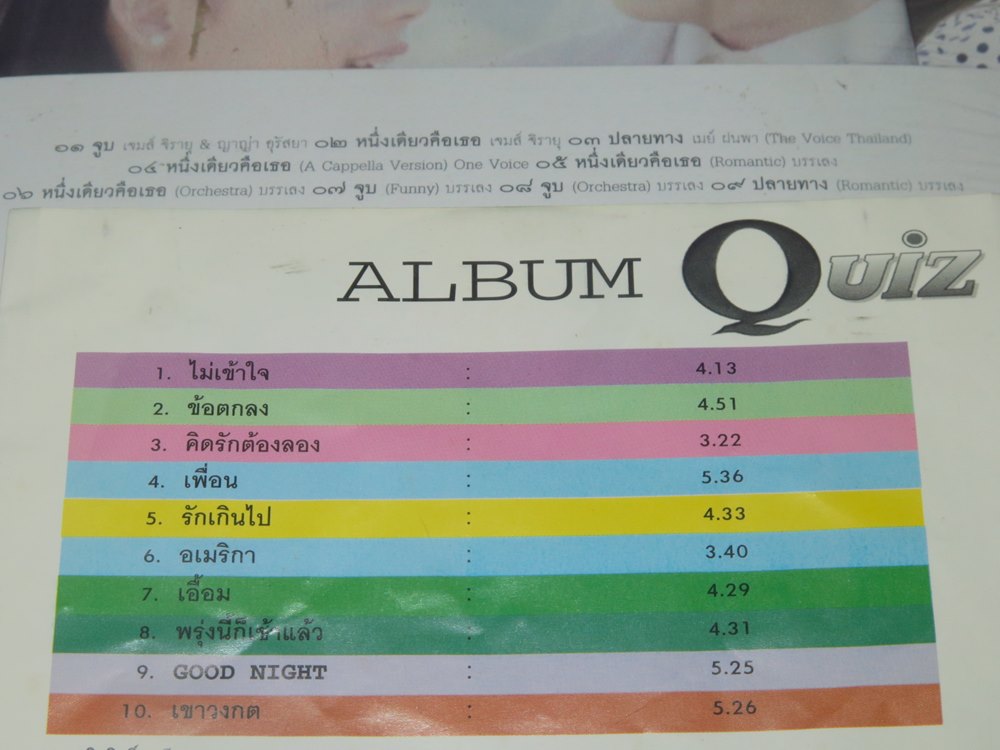 ๐๑ จูบ เจมส์ จิรายุ & ญาญ่า อุรัสยา ๐๒ หนึ่งเดียวคือเธอ เจมส์ จิรายุ ๐๓ ปลายทาง เมย์ ฝนพา (The Voice Thailand)
๐๔ หนึ่งเดียวคือเธอ (A Cappella Version) One Voice ๐๕ หนึ่งเดียวคือเธอ (Romantic) บรรเลง
๐๖ หนึ่งเดียวคือเธอ (Orchestra) บรรเลง ๐๗ จูบ (Funny) บรรเลง ๐๘ จูบ (Orchestra) บรรเลง ๐๙ ปลายทาง (Romantic) บรรเลง
ALBUM Quiz
1. ไม่เข้าใจ : 4.13
2. ข้อตกลง : 4.51
3. คิดรักต้องลอง : 3.22
4. เพื่อน : 5.36
5. รักเกินไป : 4.33
6. อเมริกา : 3.40
7. เอื้อม : 4.29
8. พรุ่งนี้ก็เช้าแล้ว : 4.31
9. GOOD NIGHT : 5.25
10. เขาวงกต : 5.26